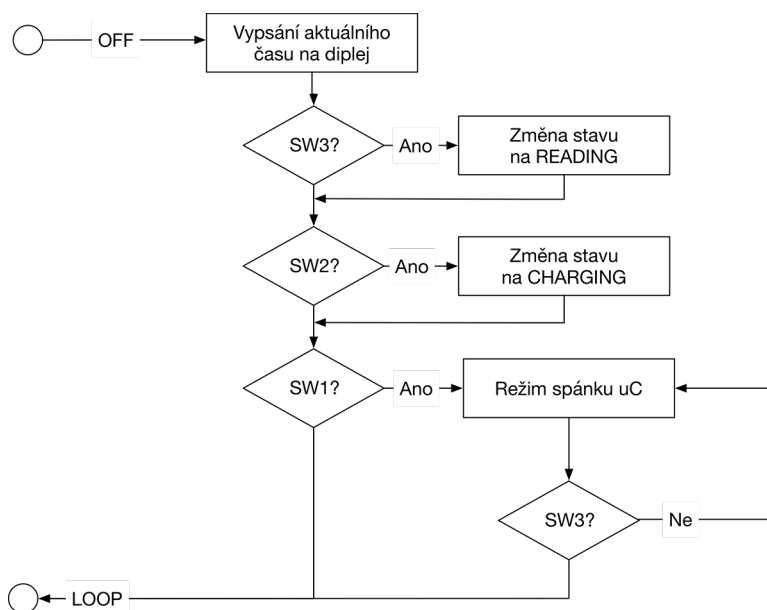 OFF
Vypsání aktuálního
času na diplej
SW3?
Ano
Změna stavu
na READING
SW2?
Ano
Změna stavu
na CHARGING
SW1?
Ano
Režim spánku uC
SW3?
Ne
LOOP